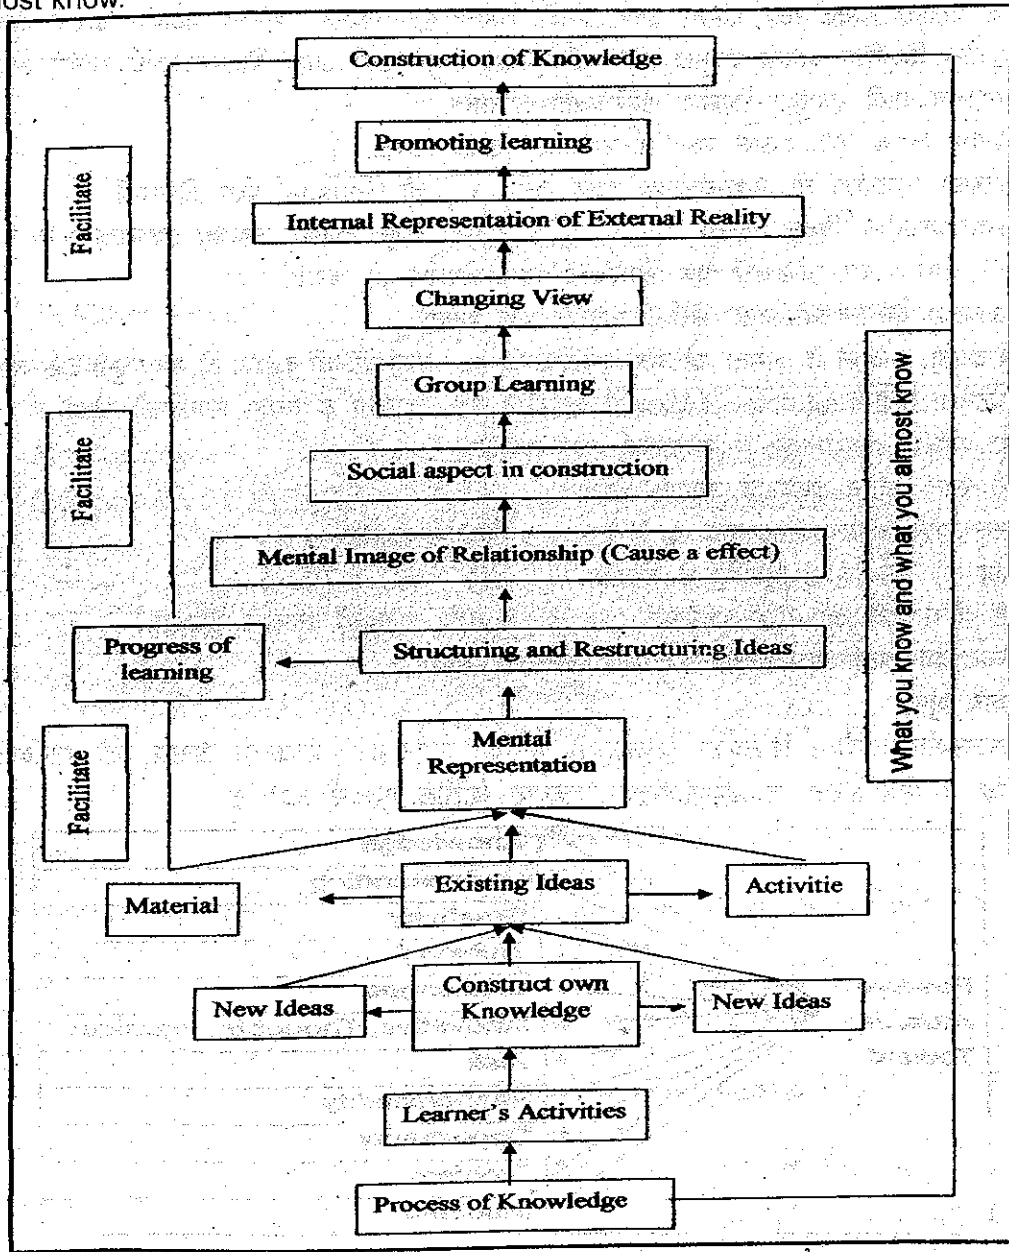 ost know.
Construction of Knowledge
Promoting learning
Facilitate
Internal Representation of External Reality
Changing View
Group Learning
What you know and what you almost know
Facilitate
Social aspect in construction
Mental Image of Relationship (Cause a effect)
Progress of
learning
Structuring and Restructuring Ideas
Facilitate
Mental
Representation
Material
Existing Ideas
Activitie
New Ideas
Construct own
Knowledge
New Ideas
Learner's Activities
Process of Knowledge